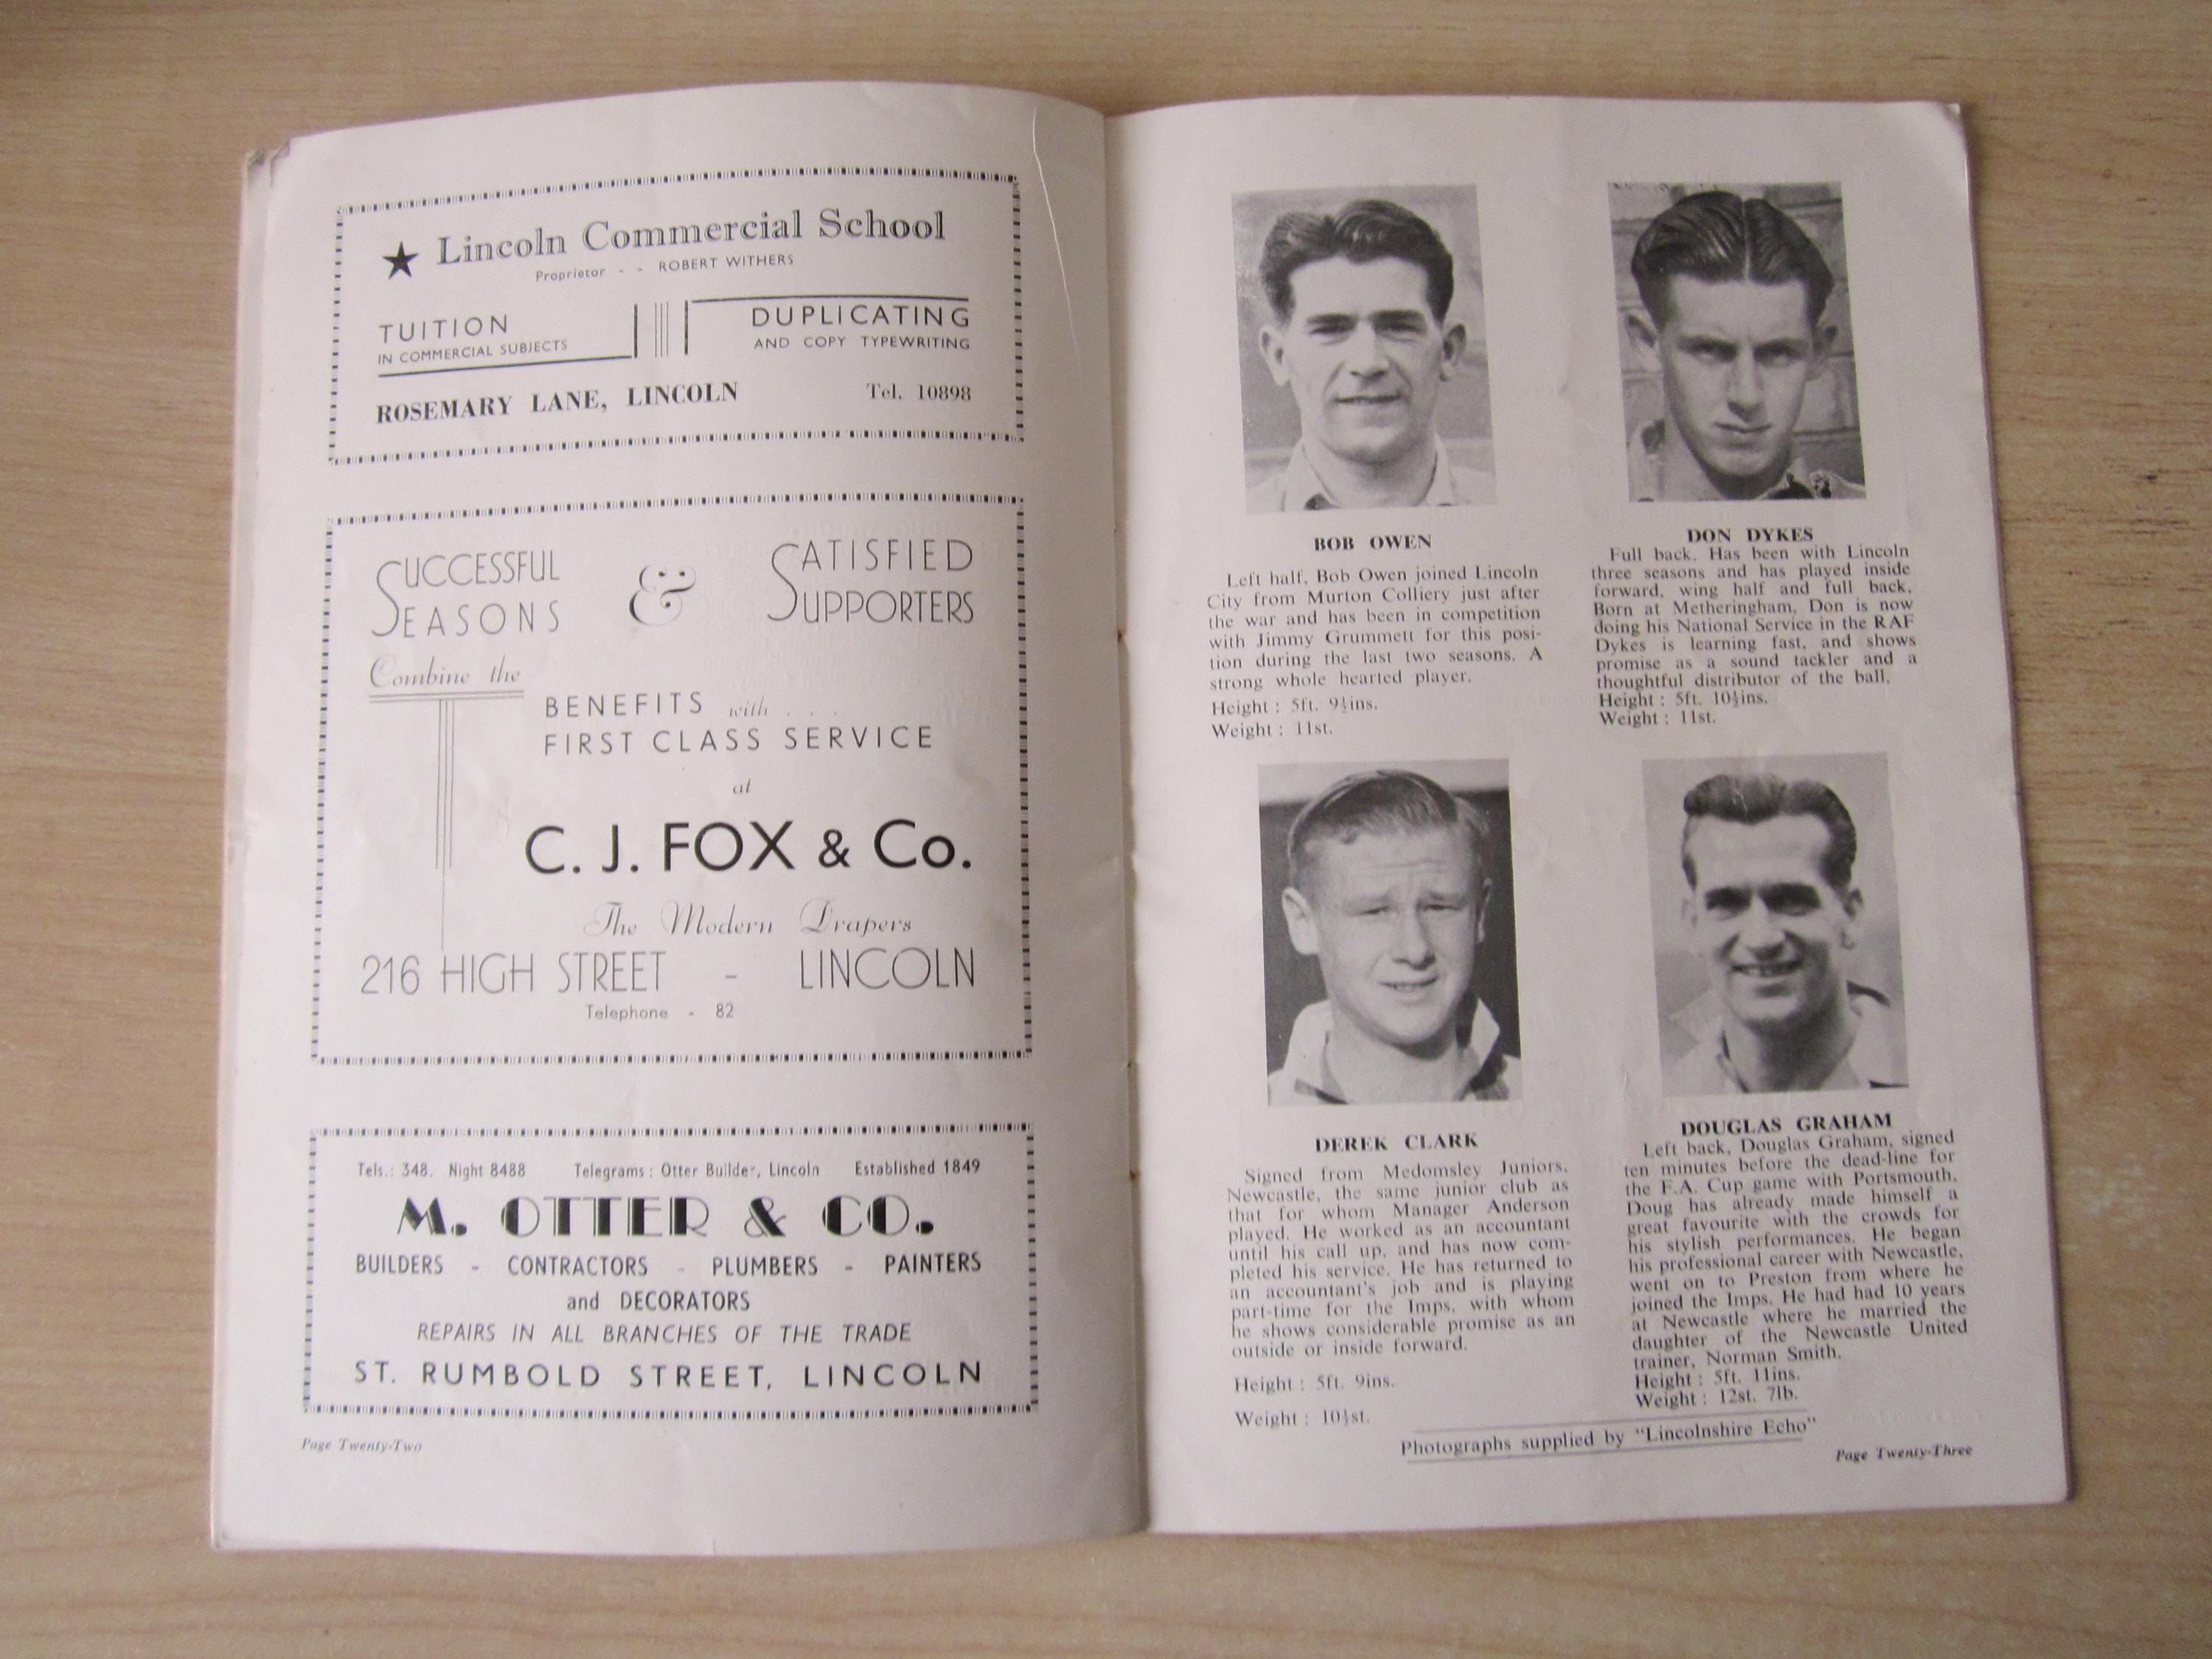 ★ Lincoln Commercial School
Proprietor - - ROBERT WITHERS
TUITION
IN COMMERCIAL SUBJECTS
DUPLICATING
AND COPY TYPEWRITING
ROSEMARY LANE, LINCOLN Tel. 10898
SUCCESSFUL SEASONS
&
SATISFIED SUPPORTERS
Combine the
BENEFITS with . . .
FIRST CLASS SERVICE
at
C. J. FOX & Co.
The Modern Drapers
216 HIGH STREET - LINCOLN
Telephone - 82
Tels.: 348. Night 8488 Telegrams: Otter Builder, Lincoln Established 1849
M. OTTER & CO.
BUILDERS - CONTRACTORS - PLUMBERS - PAINTERS
and DECORATORS
REPAIRS IN ALL BRANCHES OF THE TRADE
ST. RUMBOLD STREET, LINCOLN
Page Twenty-Two
BOB OWEN
Left half, Bob Owen joined Lincoln
City from Murton Colliery just after
the war and has been in competition
with Jimmy Grummett for this posi-
tion during the last two seasons. A
strong whole hearted player.
Height : 5ft. 9½ins.
Weight : 11st.
DON DYKES
Full back. Has been with Lincoln
three seasons and has played inside
forward, wing half and full back.
Born at Metheringham, Don is now
doing his National Service in the RAF
Dykes is learning fast, and shows
promise as a sound tackler and a
thoughtful distributor of the ball.
Height : 5ft. 10½ins.
Weight : 11st.
DEREK CLARK
Signed from Medomsley Juniors,
Newcastle, the same junior club as
that for whom Manager Anderson
played. He worked as an accountant
until his call up, and has now com-
pleted his service. He has returned to
an accountant's job and is playing
part-time for the Imps, with whom
he shows considerable promise as an
outside or inside forward.
Height : 5ft. 9ins.
Weight : 10½st.
DOUGLAS GRAHAM
Left back, Douglas Graham, signed
ten minutes before the dead-line for
the F.A. Cup game with Portsmouth.
Doug has already made himself a
great favourite with the crowds for
his stylish performances. He began
his professional career with Newcastle,
went on to Preston from where he
joined the Imps. He had had 10 years
at Newcastle where he married the
daughter of the Newcastle United
trainer, Norman Smith.
Height : 5ft. 11ins.
Weight : 12st. 7lb.
Photographs supplied by "Lincolnshire Echo"
Page Twenty-Three